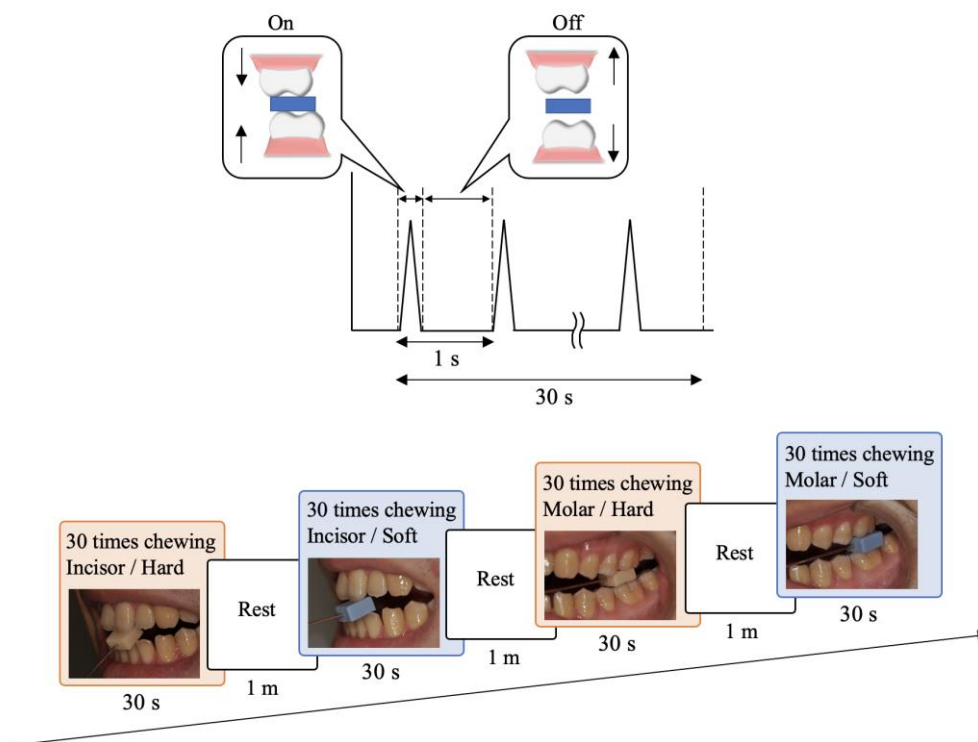 On
Off
1 s
30 s
30 times chewing
Incisor / Hard
30 s
Rest
1 m
30 times chewing
Incisor / Soft
30 s
Rest
1 m
30 times chewing
Molar / Hard
30 s
Rest
1 m
30 times chewing
Molar / Soft
30 s